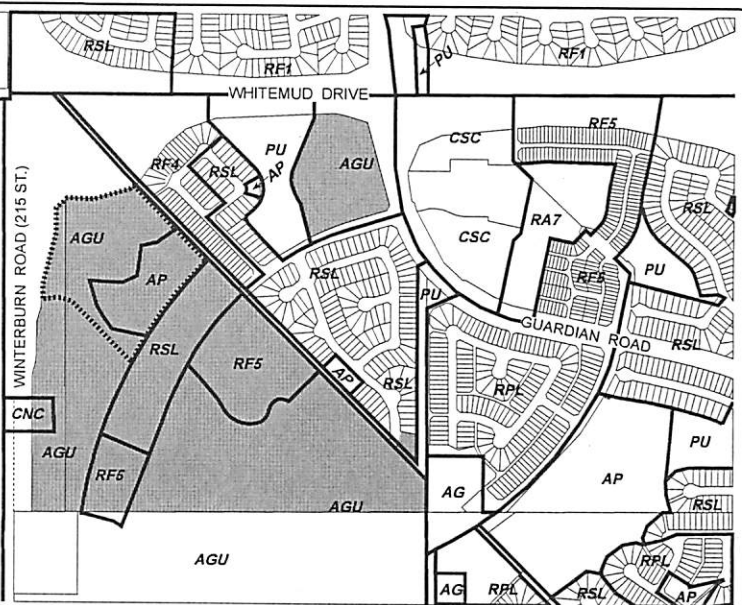 RSL
RF1
PU
RF1
WHITEMUD DRIVE
RF4
RSL
AP
PU
AGU
CSC
RF5
RSL
CSC
RA7
RF5
PU
WINTERBURN ROAD (215 ST.)
AGU
AP
RSL
PU
RSL
RF5
AP
RSL
GUARDIAN ROAD
RSL
RPL
CNC
AGU
RF5
AGU
AG
AP
PU
RSL
AGU
AG
RPL
RSL
RPL
AP